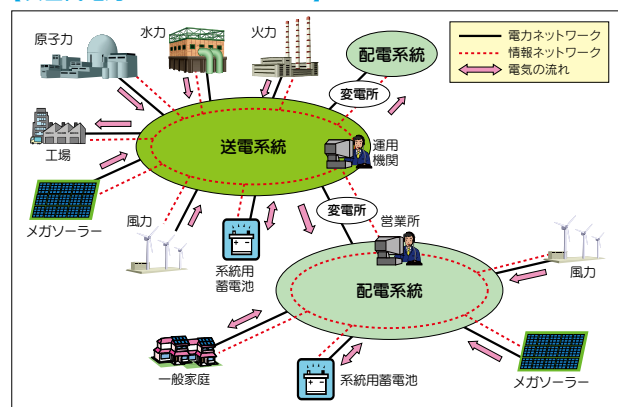 原子力
水力
火力
配電系統
電力ネットワーク
情報ネットワーク
電気の流れ
変電所
工場
送電系統
運用
機関
メガソーラー
風力
系統用
蓄電池
変電所
営業所
配電系統
風力
一般家庭
系統用蓄電池
メガソーラー